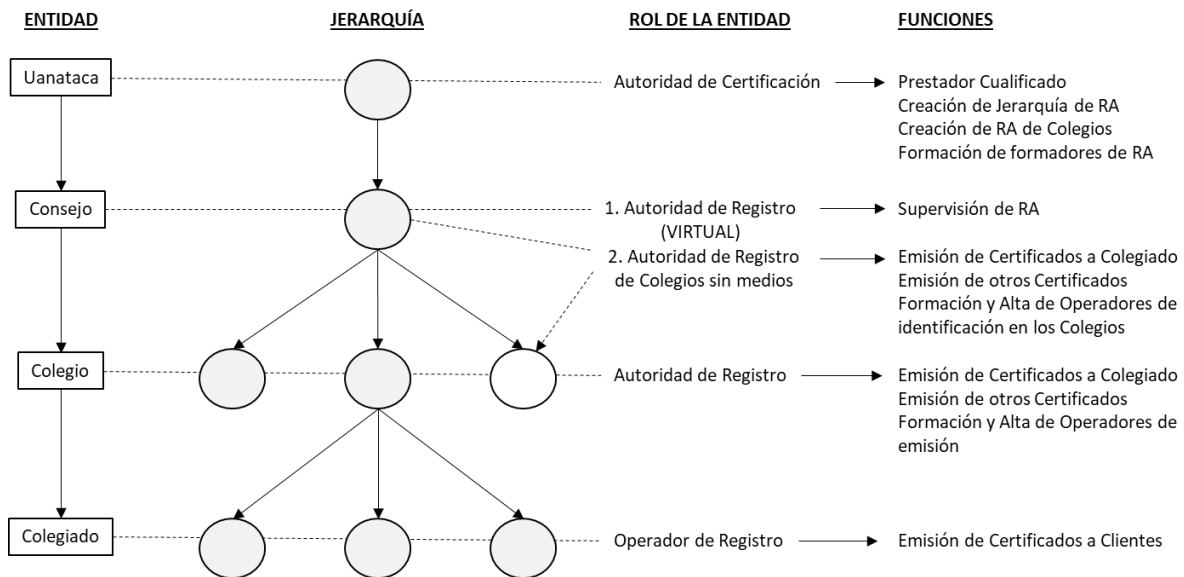 ENTIDAD
JERARQUÍA
ROL DE LA ENTIDAD
FUNCIONES
Uanataca
Autoridad de Certificación
Prestador Cualificado
Creación de Jerarquía de RA
Creación de RA de Colegios
Formación de formadores de RA
Consejo
1. Autoridad de Registro
(VIRTUAL)
Supervisión de RA
2. Autoridad de Registro
de Colegios sin medios
Emisión de Certificados a Colegiado
Emisión de otros Certificados
Formación y Alta de Operadores de
identificación en los Colegios
Colegio
Autoridad de Registro
Emisión de Certificados a Colegiado
Emisión de otros Certificados
Formación y Alta de Operadores de
emisión
Colegiado
Operador de Registro
Emisión de Certificados a Clientes